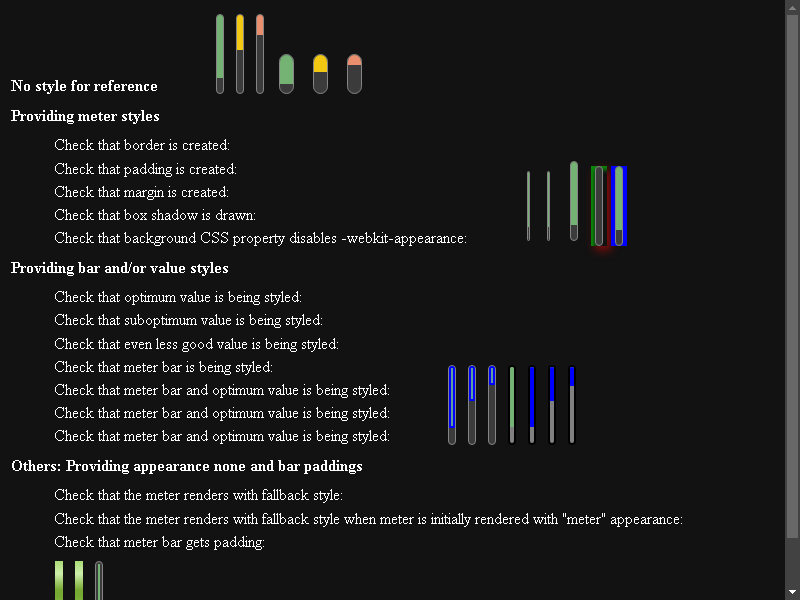 No style for reference
Providing meter styles
Check that border is created:
Check that padding is created:
Check that margin is created:
Check that box shadow is drawn:
Check that background CSS property disables -webkit-appearance:
Providing bar and/or value styles
Check that optimum value is being styled:
Check that suboptimum value is being styled:
Check that even less good value is being styled:
Check that meter bar is being styled:
Check that meter bar and optimum value is being styled:
Check that meter bar and optimum value is being styled:
Check that meter bar and optimum value is being styled:
Others: Providing appearance none and bar paddings
Check that the meter renders with fallback style:
Check that the meter renders with fallback style when meter is initially rendered with "meter" appearance:
Check that meter bar gets padding: